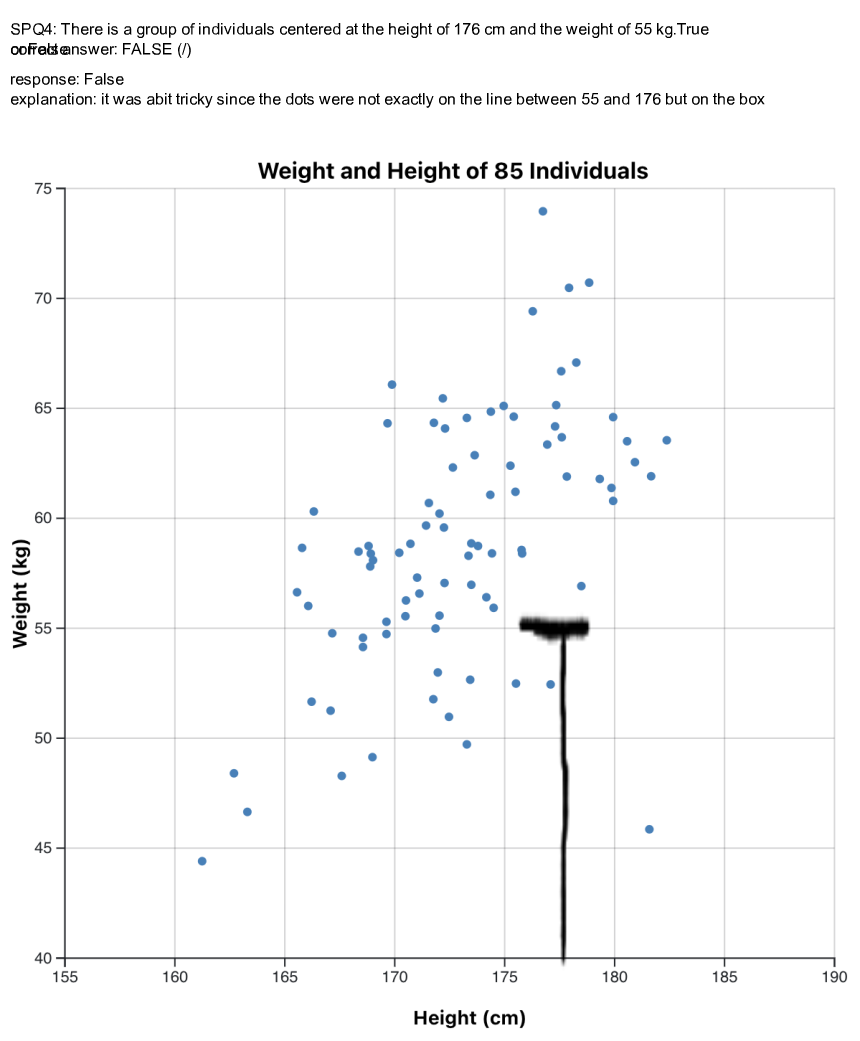 SPQ4: There is a group of individuals centered at the height of 176 cm and the weight of 55 kg.True
or False
correct answer: FALSE (/)
response: False
explanation: it was abit tricky since the dots were not exactly on the line between 55 and 176 but on the box
Weight and Height of 85 Individuals
75
70
65
60
55
50
45
40
Weight (kg)
155 160 165 170 175 180 185 190
Height (cm)